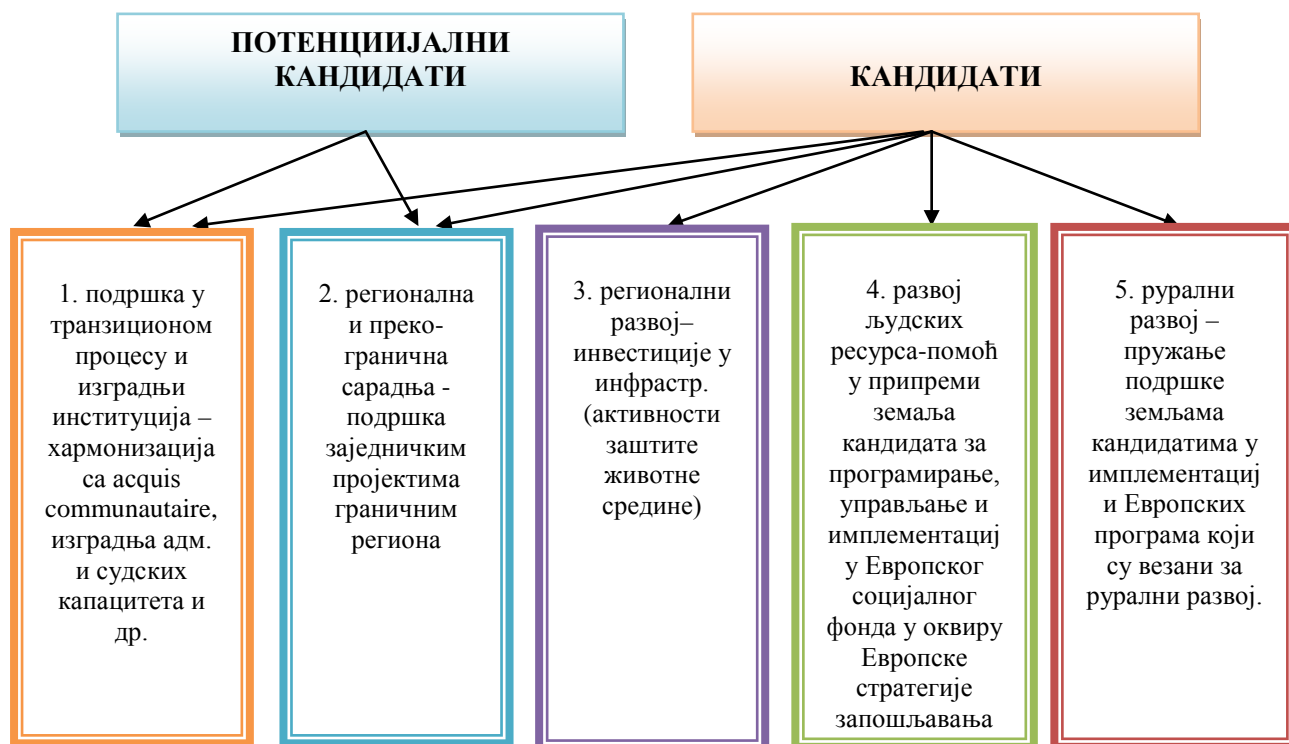 ПОТЕНЦИИЈАЛНИ
КАНДИДАТИ
КАНДИДАТИ
1. подршка у
транзиционом
процесу и
изградњи
институција –
хармонизација
са acquis
communautaire,
изградња адм.
и судских
капацитета и
др.
2. регионална
и преко-
гранична
сарадња -
подршка
заједничким
пројектима
граничним
региона
3. регионални
развој–
инвестиције у
инфрастр.
(активности
заштите
животне
средине)
4. развој
људских
ресурса-помоћ
у припреми
земаља
кандидата за
програмирање,
управљање и
имплементациј
у Европског
социјалног
фонда у оквиру
Европске
стратегије
запошљавања
5. рурални
развој –
пружање
подршке
земљама
кандидатима у
имплементациј
и Европских
програма који
су везани за
рурални развој.